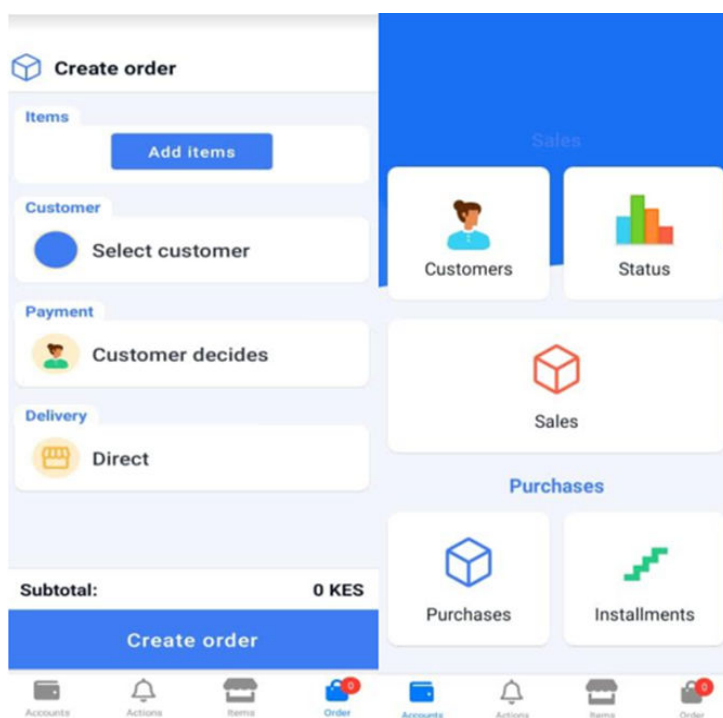 Create order
Items
Add items
Customer
Select customer
Payment
Customer decides
Delivery
Direct
Subtotal: 0 KES
Create order
Accounts Actions Items Order 0
Sales
Customers Status
Sales
Purchases
Purchases Installments
Accounts Actions Items Order 0